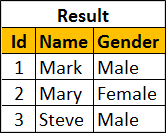 Result
Id Name Gender
1 Mark Male
2 Mary Female
3 Steve Male